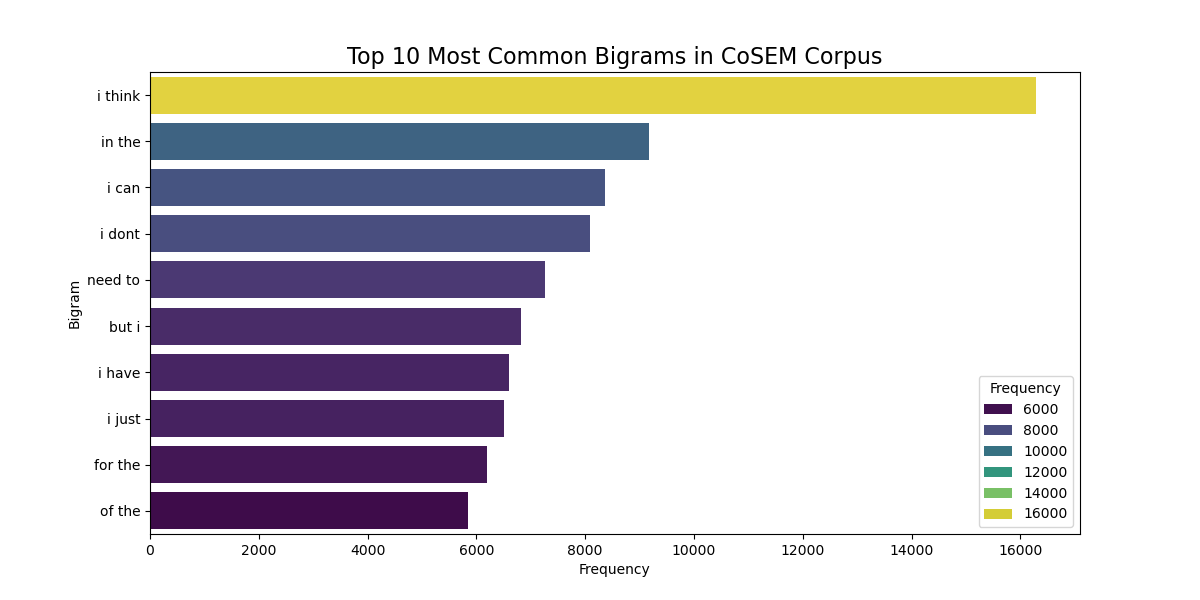 Top 10 Most Common Bigrams in CoSEM Corpus
Bigram
i think
in the
i can
i dont
need to
but i
i have
i just
for the
of the
Frequency
6000
8000
10000
12000
14000
16000
0 2000 4000 6000 8000 10000 12000 14000 16000
Frequency